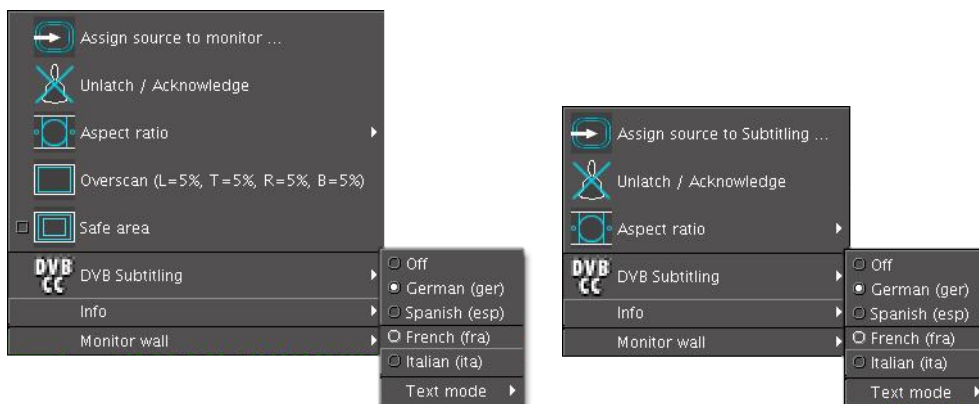 Assign source to monitor ...
Unlatch / Acknowledge
Aspect ratio
Overscan (L=5%, T=5%, R=5%, B=5%)
Safe area
DVB CC DVB Subtitling
Info
Monitor wall
Off
German (ger)
Spanish (esp)
French (fra)
Italian (ita)
Text mode
Assign source to Subtitling ...
Unlatch / Acknowledge
Aspect ratio
DVB CC DVB Subtitling
Info
Monitor wall
Off
German (ger)
Spanish (esp)
French (fra)
Italian (ita)
Text mode